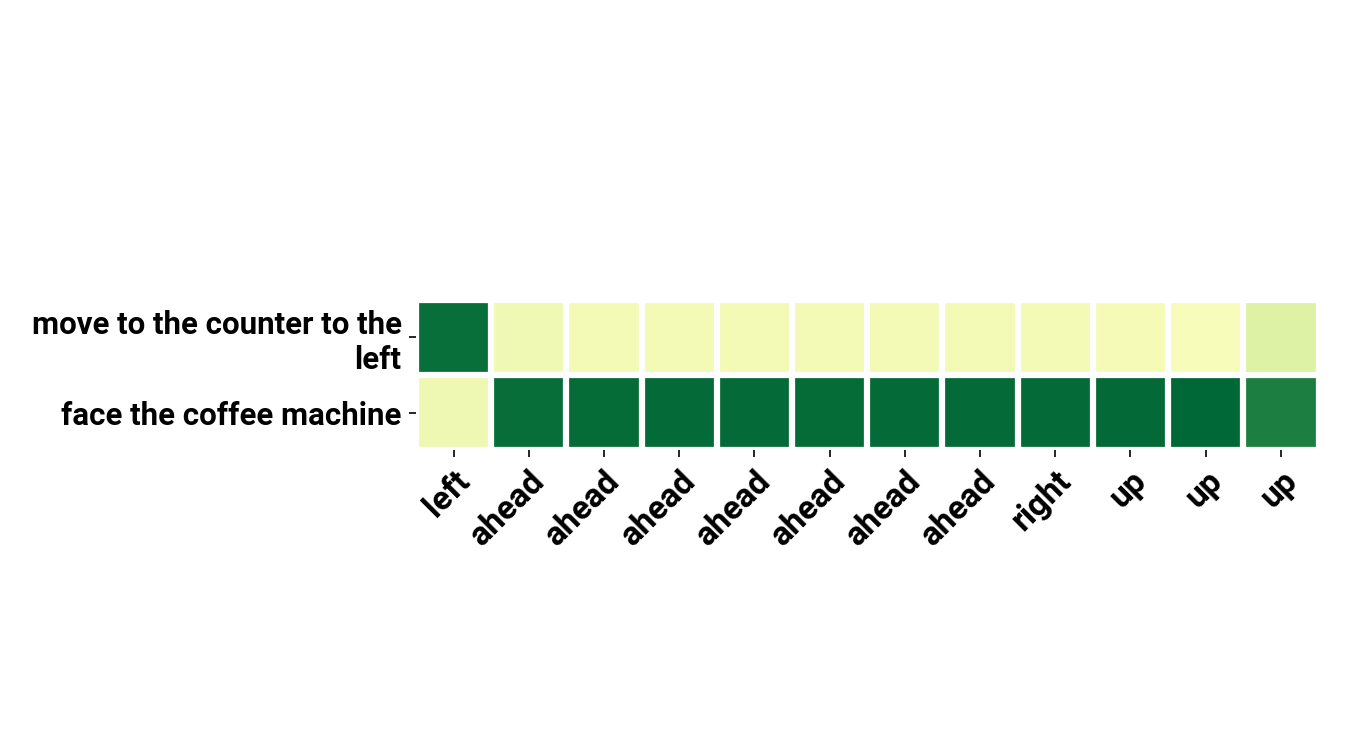 move to the counter to the
left
face the coffee machine
left
ahead
ahead
ahead
ahead
ahead
ahead
ahead
right
up
up
up